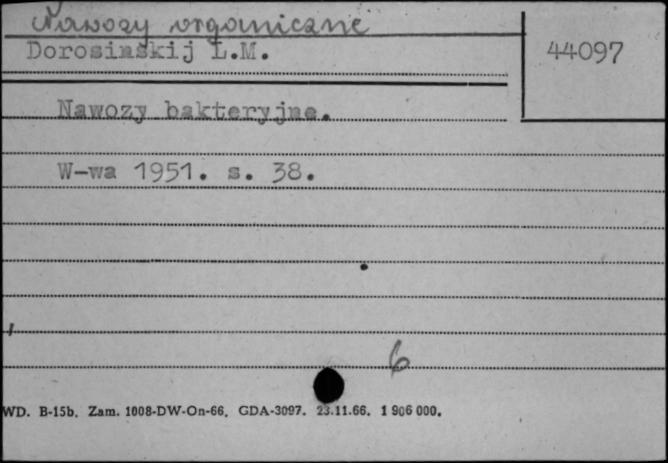 Nawozy organiczne
Dorosinskij L.M.
44097
Nawozy bakteryjne.
W-wa 1951. s. 38.
6
WD. B-15b. Zam. 1008-DW-On-66. GDA-3097. 23.11.66. 1 906 000.